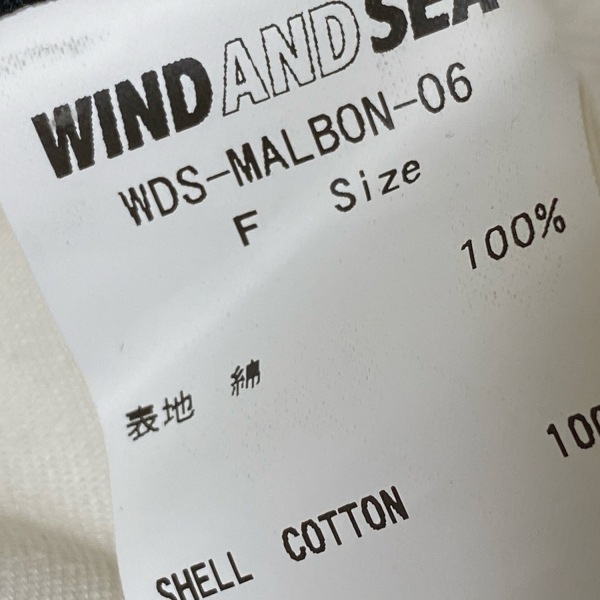 WIND AND SEA
WDS-MALBON-06
F Size
100%
表地 綿
100
SHELL COTTON